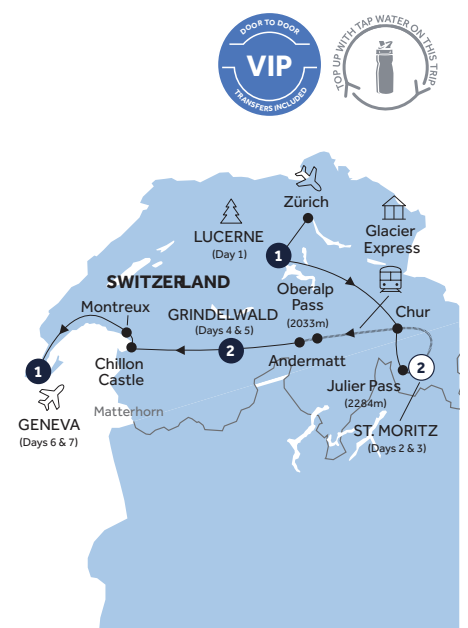 DOOR TO DOOR
VIP
TRANSFERS INCLUDED
TOP UP WITH TAP WATER ON THIS TRIP
Zürich
LUCERNE
(Day 1)
1
Glacier
Express
SWITZERLAND
Oberalp
Pass
(2033m)
Montreux
GRINDELWALD
(Days 4 & 5)
2
Chur
Chillon
Castle
Andermatt
1
GENEVA
(Days 6 & 7)
Matterhorn
Julier Pass
(2284m)
2
ST. MORITZ
(Days 2 & 3)